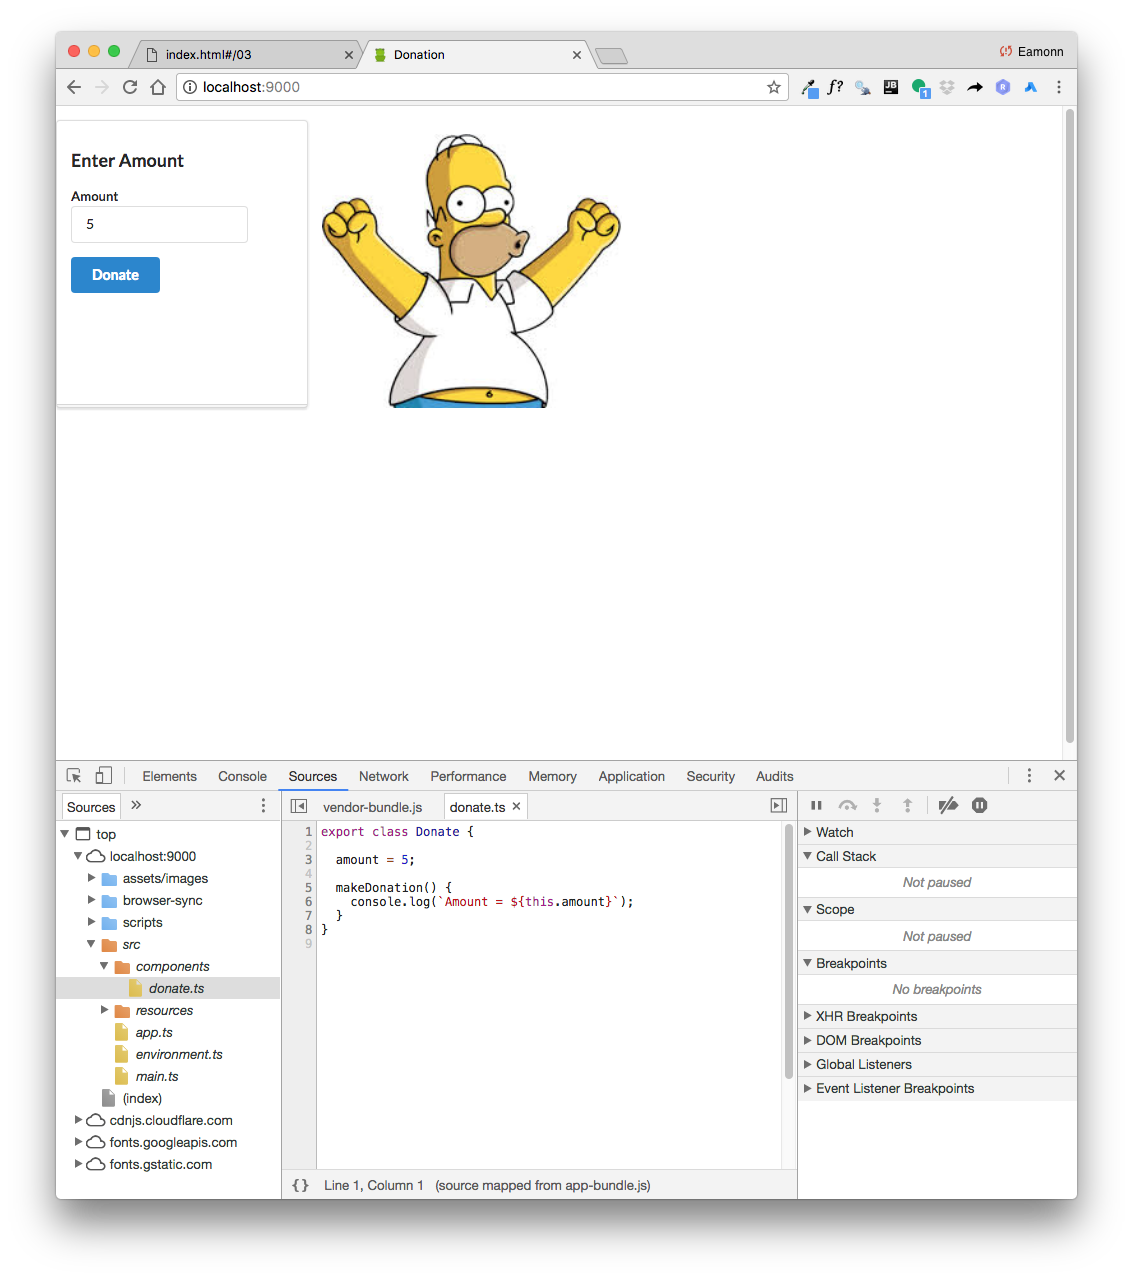 index.html#/03
Donation
Eamonn
localhost:9000
f?
JB
1
R
Enter Amount
Amount
5
Donate
Elements Console Sources Network Performance Memory Application Security Audits
Sources
vendor-bundle.js donate.ts
top
localhost:9000
assets/images
browser-sync
scripts
src
components
donate.ts
resources
app.ts
environment.ts
main.ts
(index)
cdnjs.cloudflare.com
fonts.googleapis.com
fonts.gstatic.com
1 export class Donate {
2
3 amount = 5;
4
5 makeDonation() {
6 console.log(`Amount = ${this.amount}`);
7 }
8 }
9
{} Line 1, Column 1 (source mapped from app-bundle.js)
Watch
Call Stack
Not paused
Scope
Not paused
Breakpoints
No breakpoints
XHR Breakpoints
DOM Breakpoints
Global Listeners
Event Listener Breakpoints